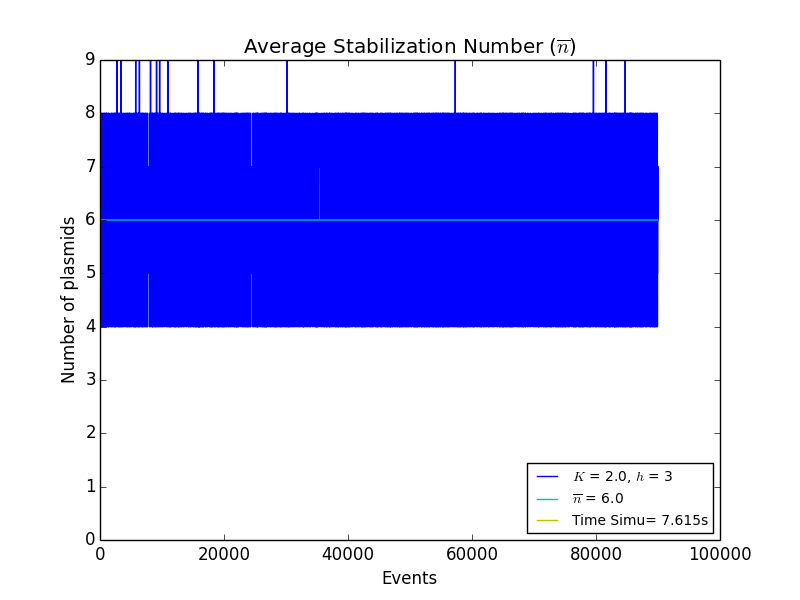 Average Stabilization Number (n̅)
Number of plasmids
9
8
7
6
5
4
3
2
1
0
0 20000 40000 60000 80000 100000
Events
K = 2.0, h = 3
n̅ = 6.0
Time Simu= 7.615s